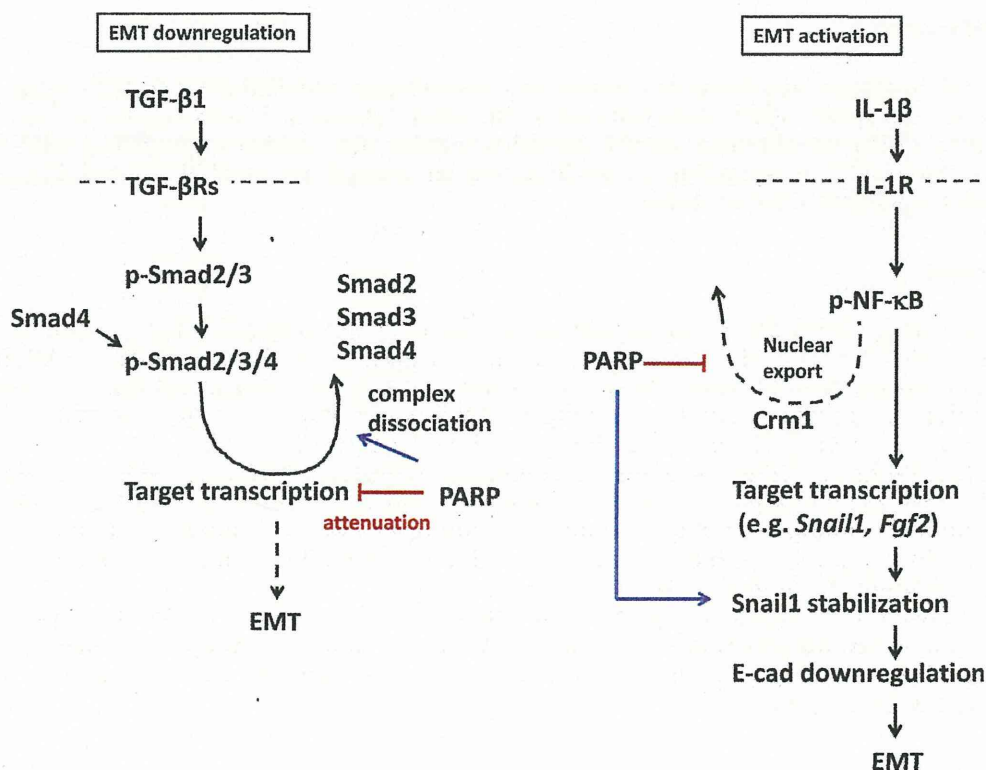 EMT downregulation
TGF-β1
TGF-βRs
p-Smad2/3
Smad4
p-Smad2/3/4
Smad2
Smad3
Smad4
complex
dissociation
Target transcription
PARP
attenuation
EMT
EMT activation
IL-1β
IL-1R
p-NF-κB
PARP
Nuclear
export
Crm1
Target transcription
(e.g. Snail1, Fgf2)
Snail1 stabilization
E-cad downregulation
EMT